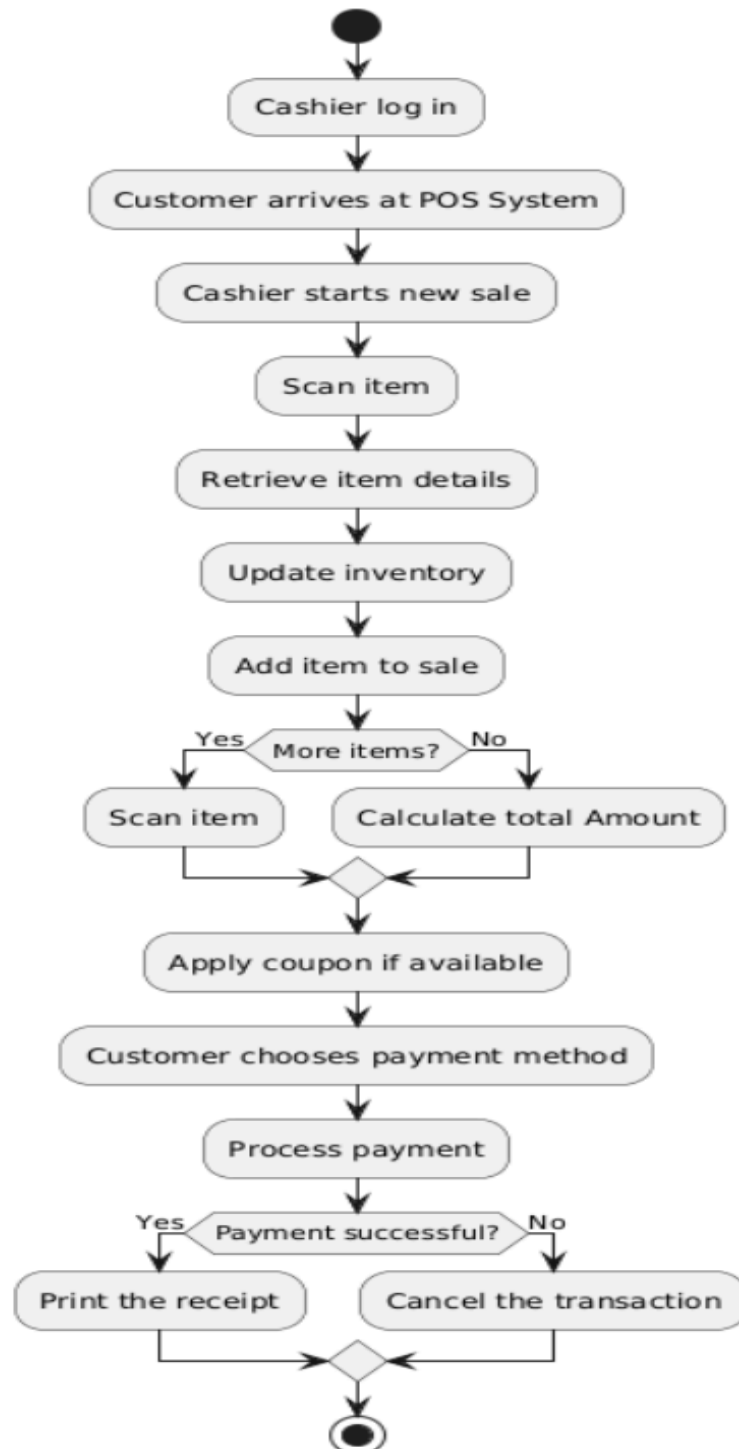 Cashier log in
Customer arrives at POS System
Cashier starts new sale
Scan item
Retrieve item details
Update inventory
Add item to sale
Yes
More items?
No
Scan item
Calculate total Amount
Apply coupon if available
Customer chooses payment method
Process payment
Yes
Payment successful?
No
Print the receipt
Cancel the transaction